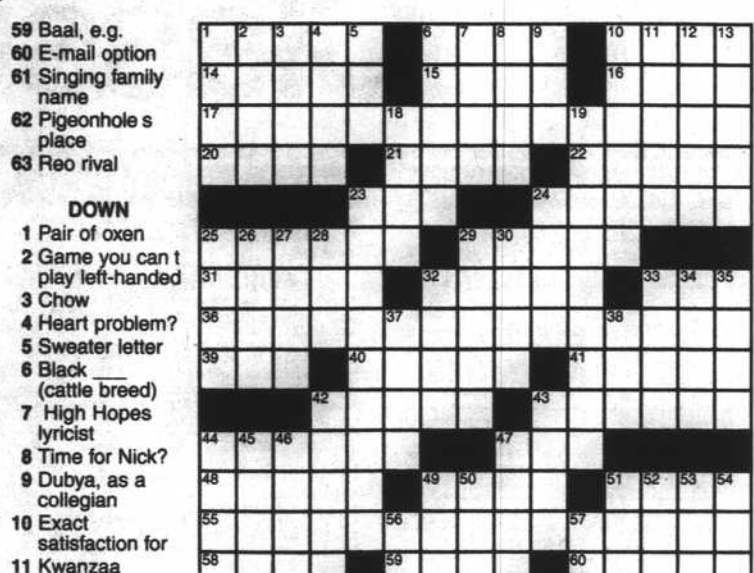 59 Baal, e.g.
60 E-mail option
61 Singing family
name
62 Pigeonhole s
place
63 Reo rival
DOWN
1 Pair of oxen
2 Game you can t
play left-handed
3 Chow
4 Heart problem?
5 Sweater letter
6 Black ___
(cattle breed)
7 High Hopes
lyricist
8 Time for Nick?
9 Dubya, as a
collegian
10 Exact
satisfaction for
11 Kwanzaa
1 2 3 4 5 6 7 8 9 10 11 12 13
14 15 16
17 18 19
20 21 22
23 24
25 26 27 28 29 30
31 32 33 34 35
36 37 38
39 40 41
42 43
44 45 46 47
48 49 50 51 52 53 54
55 56 57
58 59 60